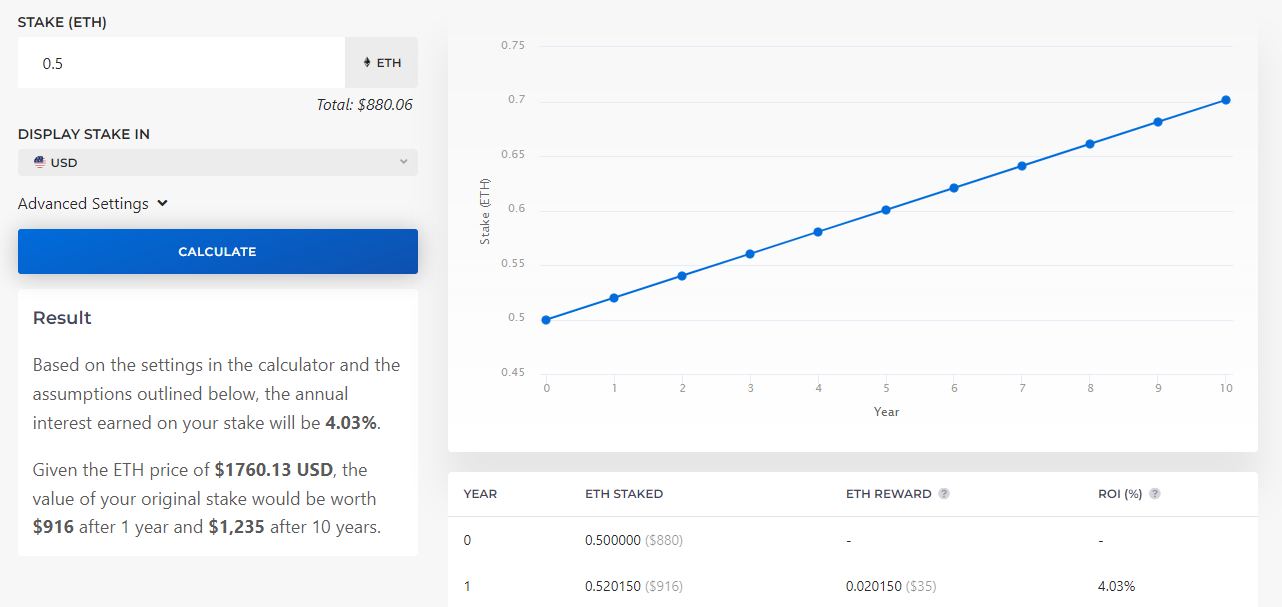 STAKE (ETH)
0.5
ETH
Total: $880.06
DISPLAY STAKE IN
USD
Advanced Settings
CALCULATE
Result
Based on the settings in the calculator and the
assumptions outlined below, the annual
interest earned on your stake will be 4.03%.
Given the ETH price of $1760.13 USD, the
value of your original stake would be worth
$916 after 1 year and $1,235 after 10 years.
0.75
0.7
0.65
0.6
0.55
0.5
0.45
Stake (ETH)
0 1 2 3 4 5 6 7 8 9 10
Year
YEAR ETH STAKED ETH REWARD ? ROI (%) ?
0 0.500000 ($880) - -
1 0.520150 ($916) 0.020150 ($35) 4.03%